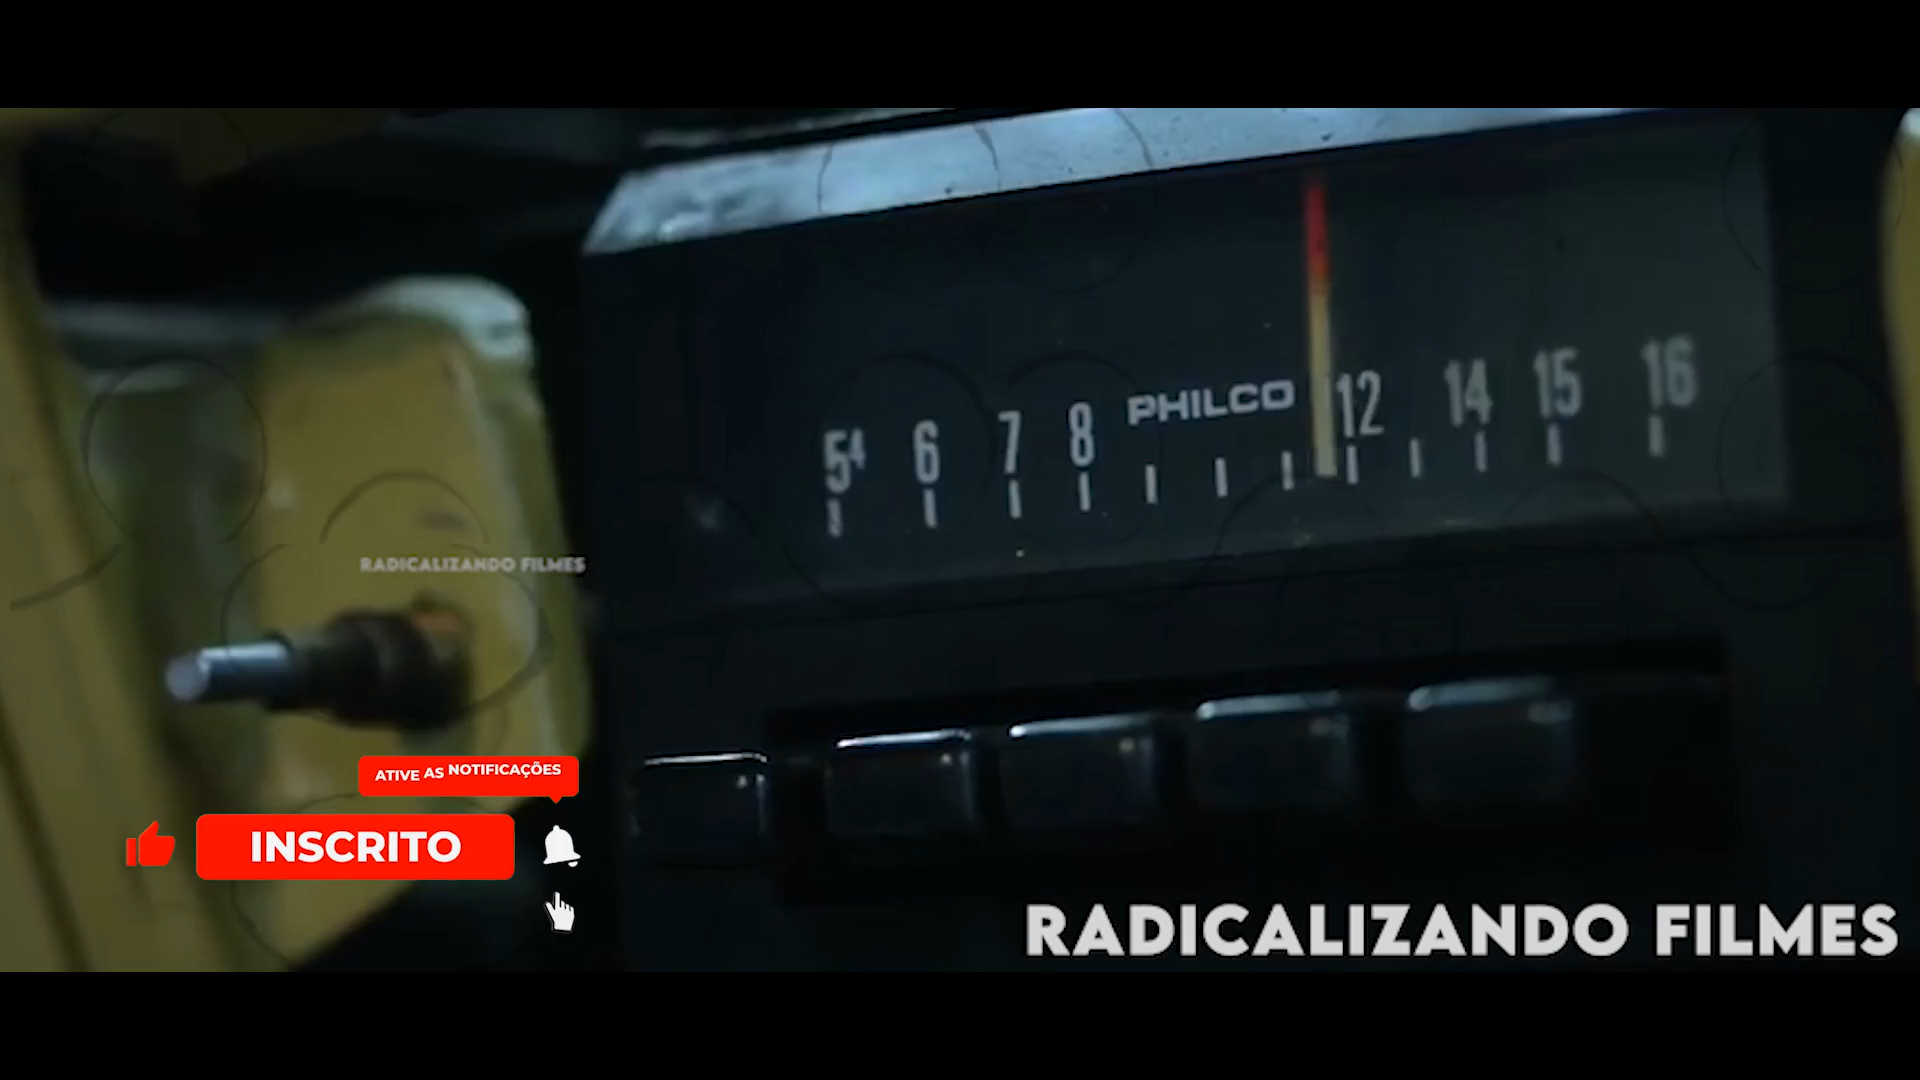 54 6 7 8 PHILCO 12 14 15 16
RADICALIZANDO FILMES
ATIVE AS NOTIFICAÇÕES
INSCRITO
RADICALIZANDO FILMES